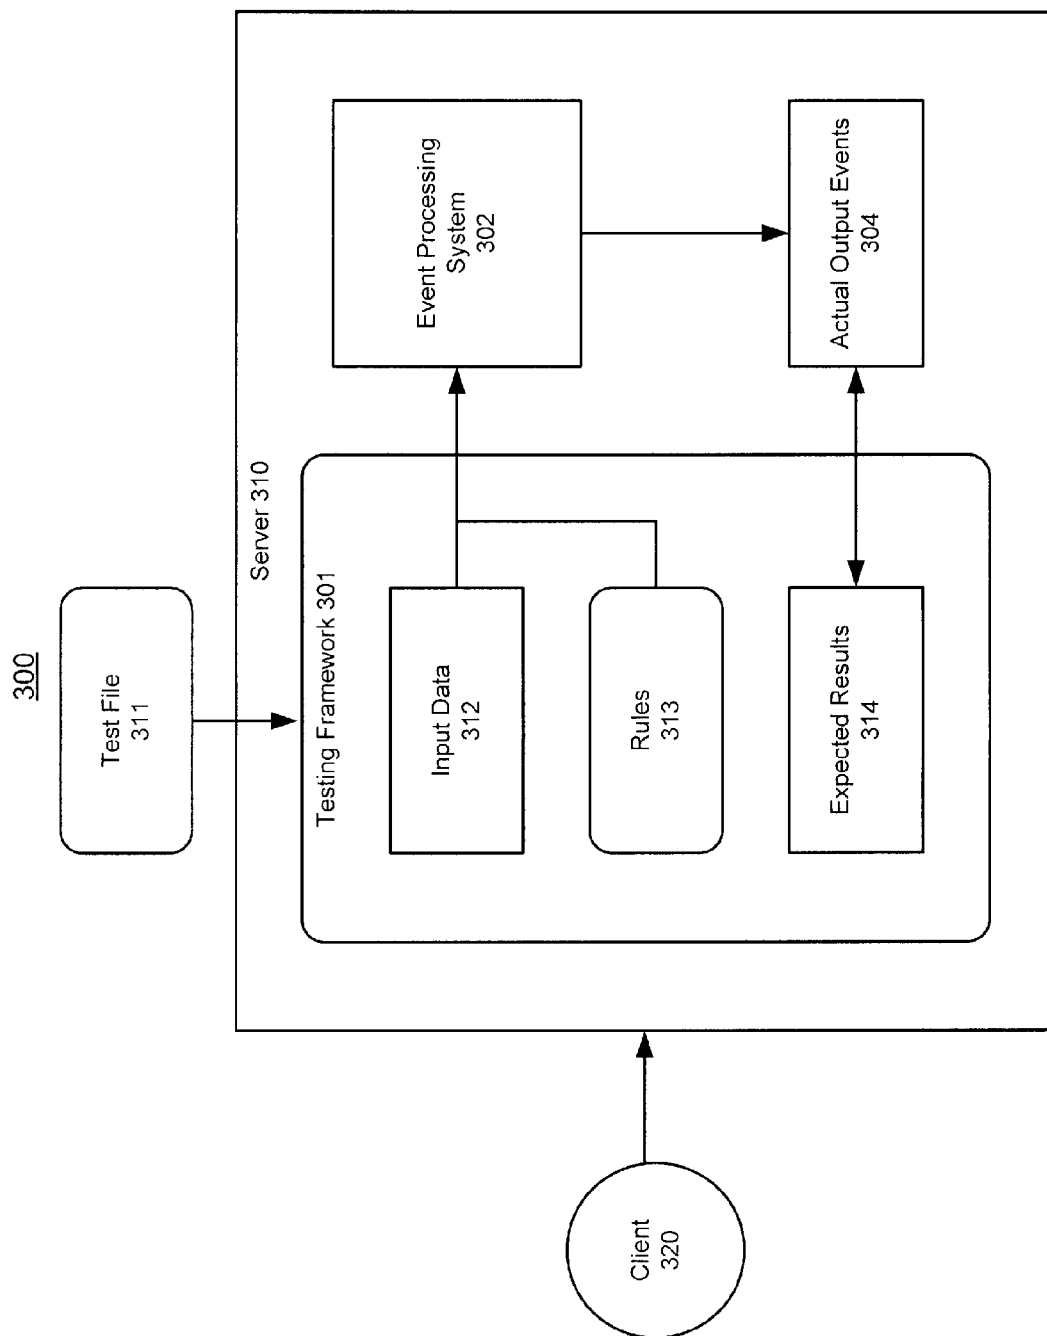 300
Test File
311
Server 310
Testing Framework 301
Input Data
312
Rules
313
Expected Results
314
Event Processing
System
302
Actual Output Events
304
Client
320